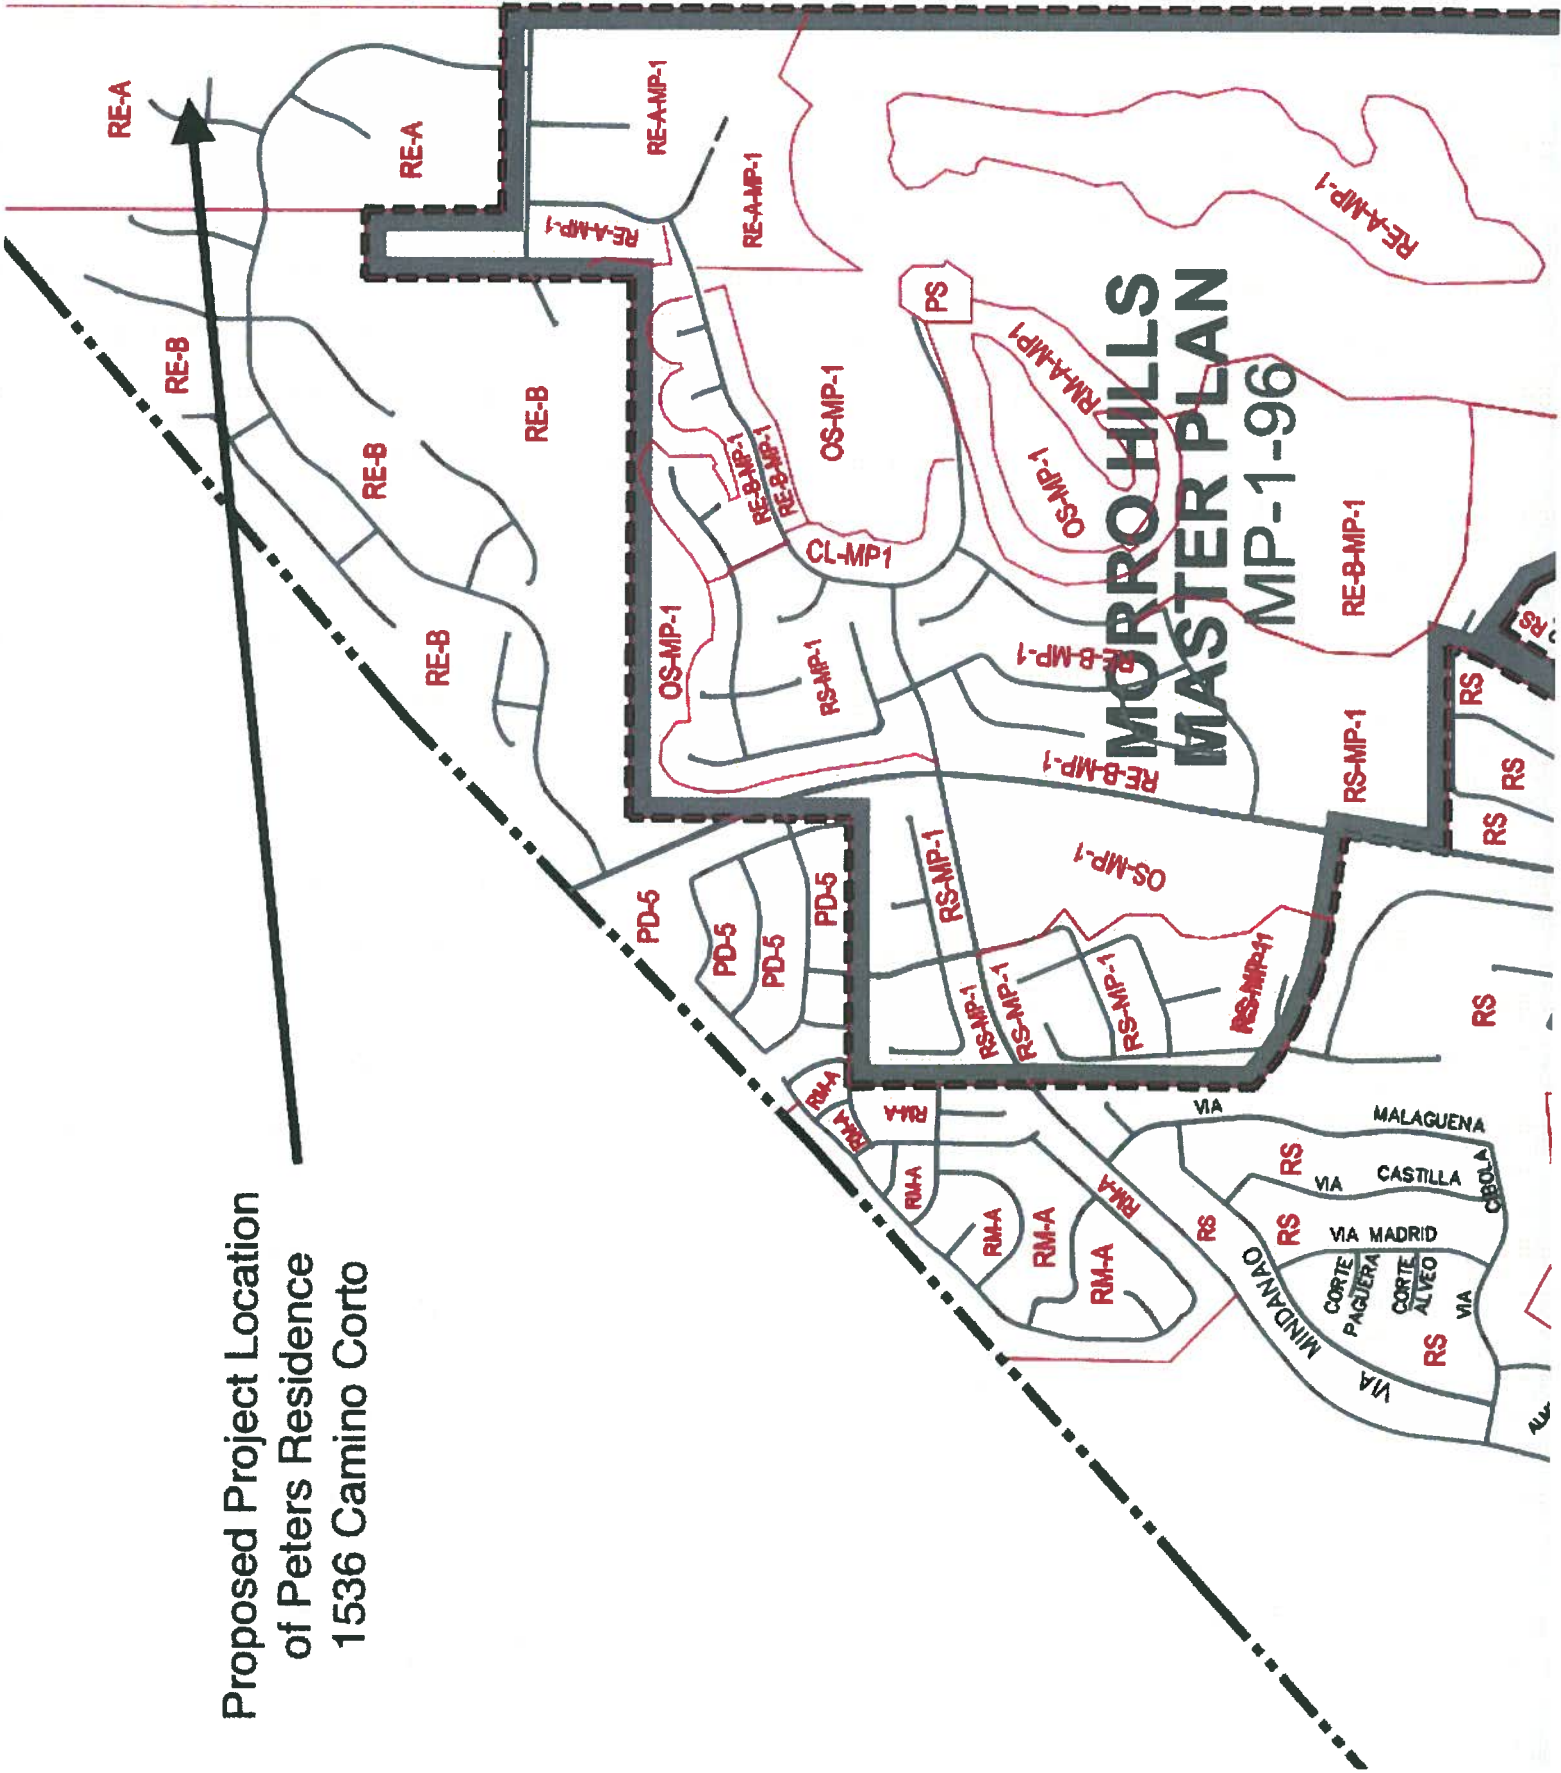 Proposed Project Location
of Peters Residence
1536 Camino Corto
RE-A
RE-A
RE-B
RE-B
RE-B
RE-B
RE-A-MP-1
RE-A-MP-1
RE-A-MP-1
RE-A-MP-1
PS
OS-MP-1
RM-A-MP1
OS-MP-1
RE-B-MP-1
RE-B-MP-1
CL-MP1
OS-MP-1
RS-MP-1
RE-B-MP-1
RE-B-MP-1
MORRO HILLS
MASTER PLAN
MP-1-96
RE-B-MP-1
RS-MP-1
OS-MP-1
RS-MP-1
RS-MP-1
RS-MP-1
RS-MP-1
PD-5
PD-5
PD-5
PD-5
RM-A
RM-A
RM-A
RM-A
RM-A
RM-A
RM-A
RM-A
RS
RS
RS
RS
RS
RS
RS
RS
RS
VIA
MALAGUENA
VIA
CASTILLA
CIBOLA
VIA MADRID
CORTE
PAGUERA
CORTE
ALVEO
VIA
VIA
MINDANAO